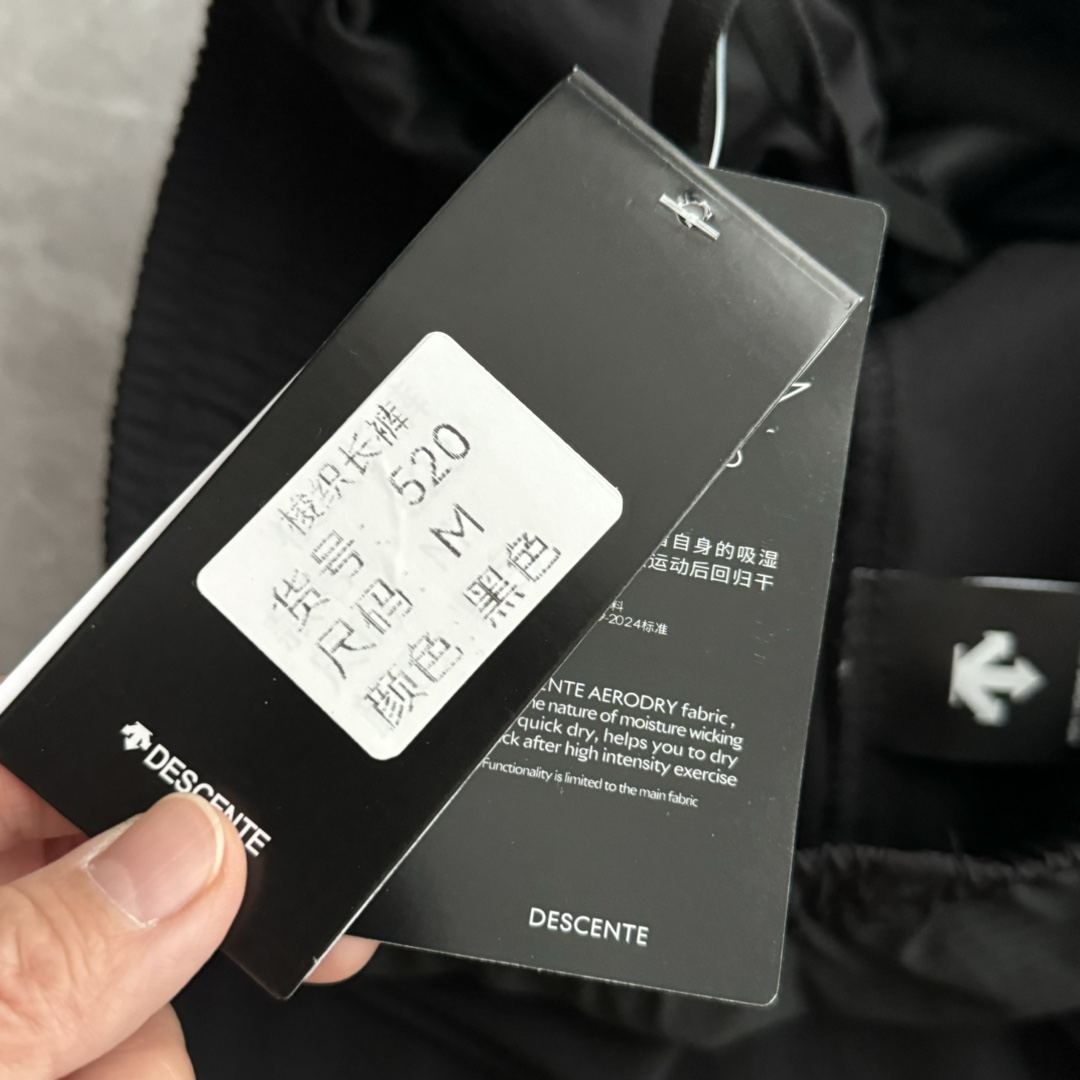 梭织长裤
货号: 520
尺码: M
颜色: 黑色
DESCENTE
自身的吸湿
运动后回归干
料
-2024标准
ENTE AERODRY fabric,
nature of moisture wicking
quick dry, helps you to dry
after high intensity exercise
Functionality is limited to the main fabric
DESCENTE